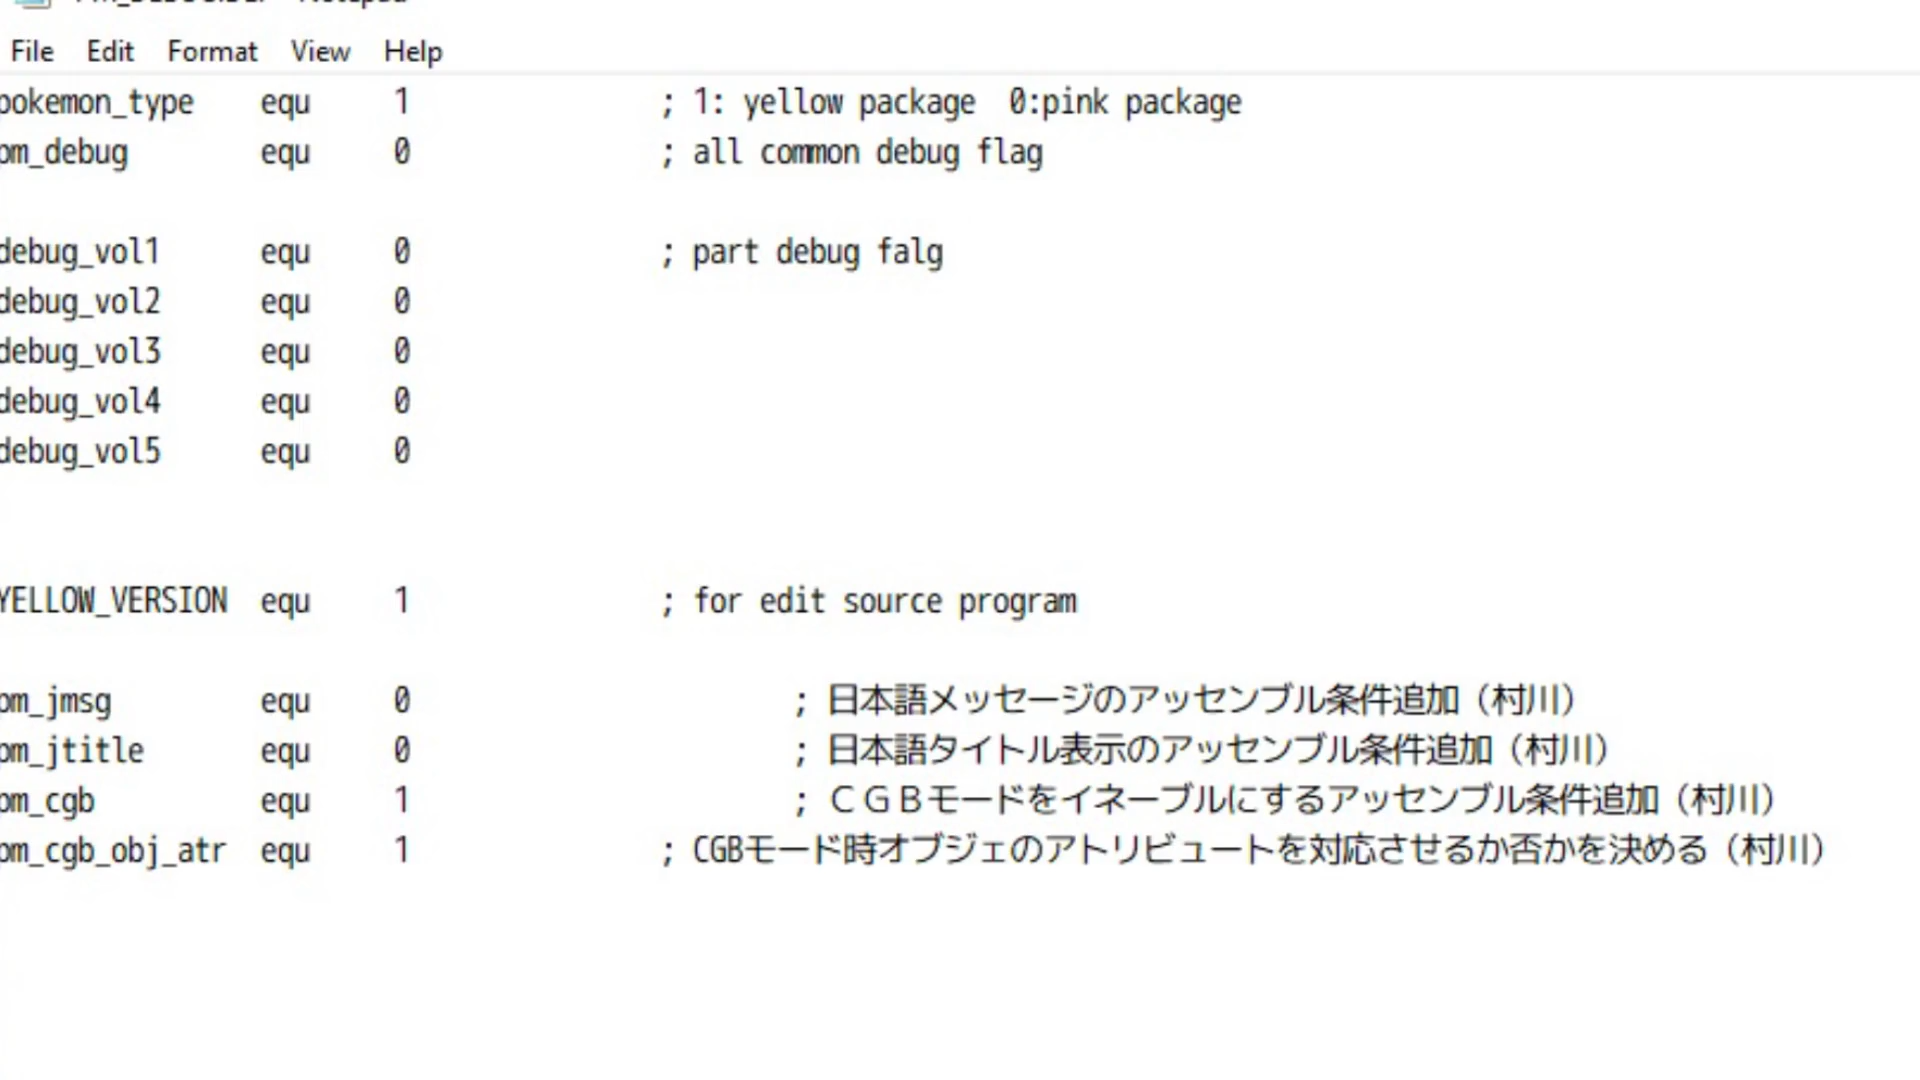 File Edit Format View Help
pokemon_type equ 1 ; 1: yellow package 0:pink package
pm_debug equ 0 ; all common debug flag
debug_vol1 equ 0 ; part debug falg
debug_vol2 equ 0
debug_vol3 equ 0
debug_vol4 equ 0
debug_vol5 equ 0
YELLOW_VERSION equ 1 ; for edit source program
pm_jmsg equ 0 ; 日本語メッセージのアッセンブル条件追加（村川）
pm_jtitle equ 0 ; 日本語タイトル表示のアッセンブル条件追加（村川）
pm_cgb equ 1 ; ＣＧＢモードをイネーブルにするアッセンブル条件追加（村川）
pm_cgb_obj_atr equ 1 ; CGBモード時オブジェのアトリビュートを対応させるか否かを決める（村川）